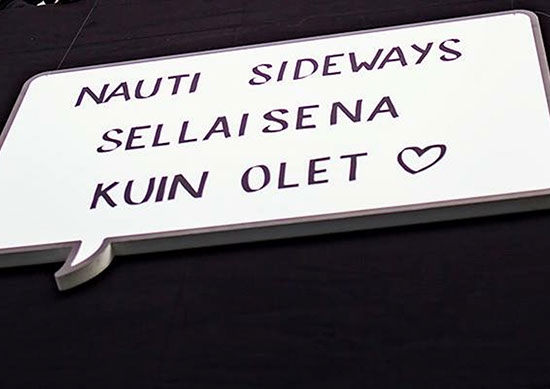 NAUTI SIDEWAYS
SELLAISENA
KUIN OLET ♡